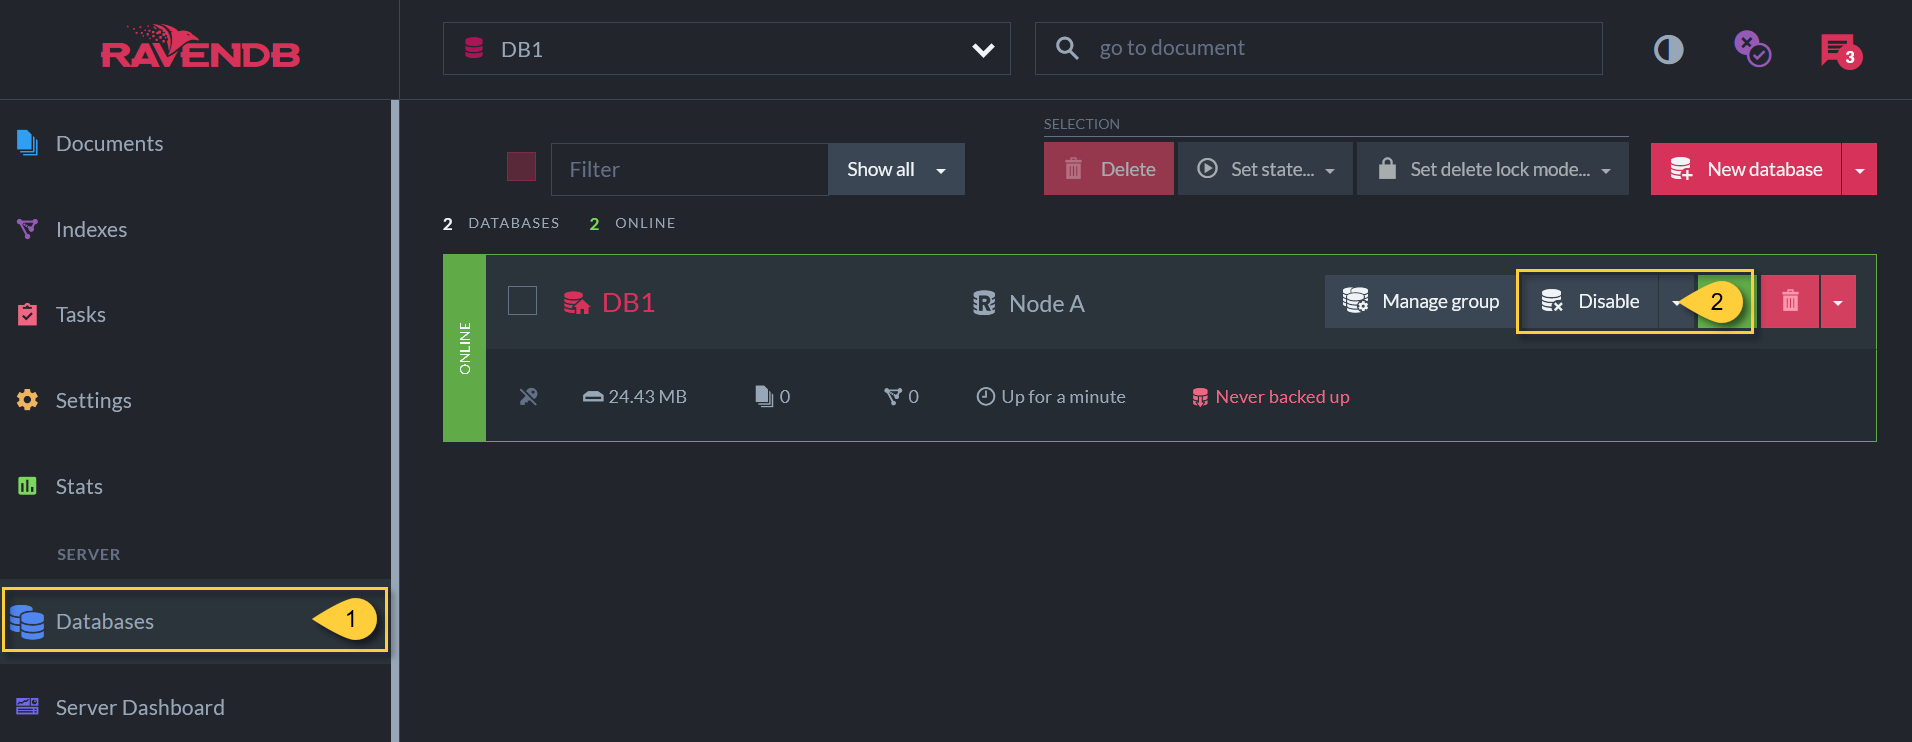 RAVENDB
DB1
go to document
3
Documents
Indexes
Tasks
Settings
Stats
SERVER
Databases
1
Server Dashboard
SELECTION
Filter
Show all
Delete
Set state...
Set delete lock mode...
New database
2 DATABASES 2 ONLINE
ONLINE
DB1
Node A
Manage group
Disable
2
24.43 MB
0
0
Up for a minute
Never backed up